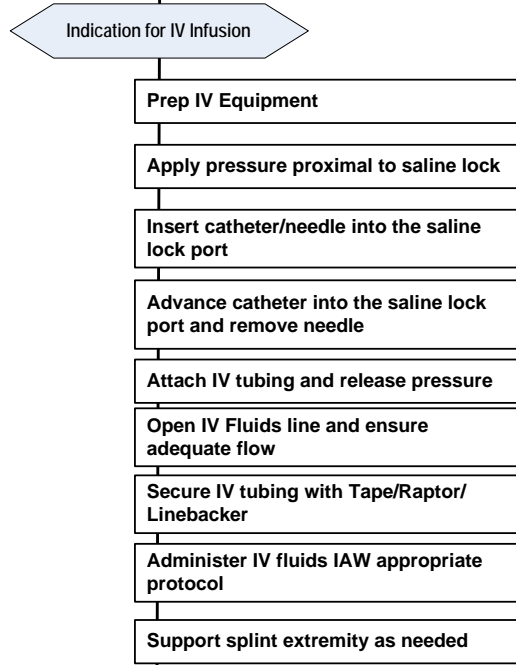 Indication for IV Infusion
Prep IV Equipment
Apply pressure proximal to saline lock
Insert catheter/needle into the saline
lock port
Advance catheter into the saline lock
port and remove needle
Attach IV tubing and release pressure
Open IV Fluids line and ensure
adequate flow
Secure IV tubing with Tape/Raptor/
Linebacker
Administer IV fluids IAW appropriate
protocol
Support splint extremity as needed